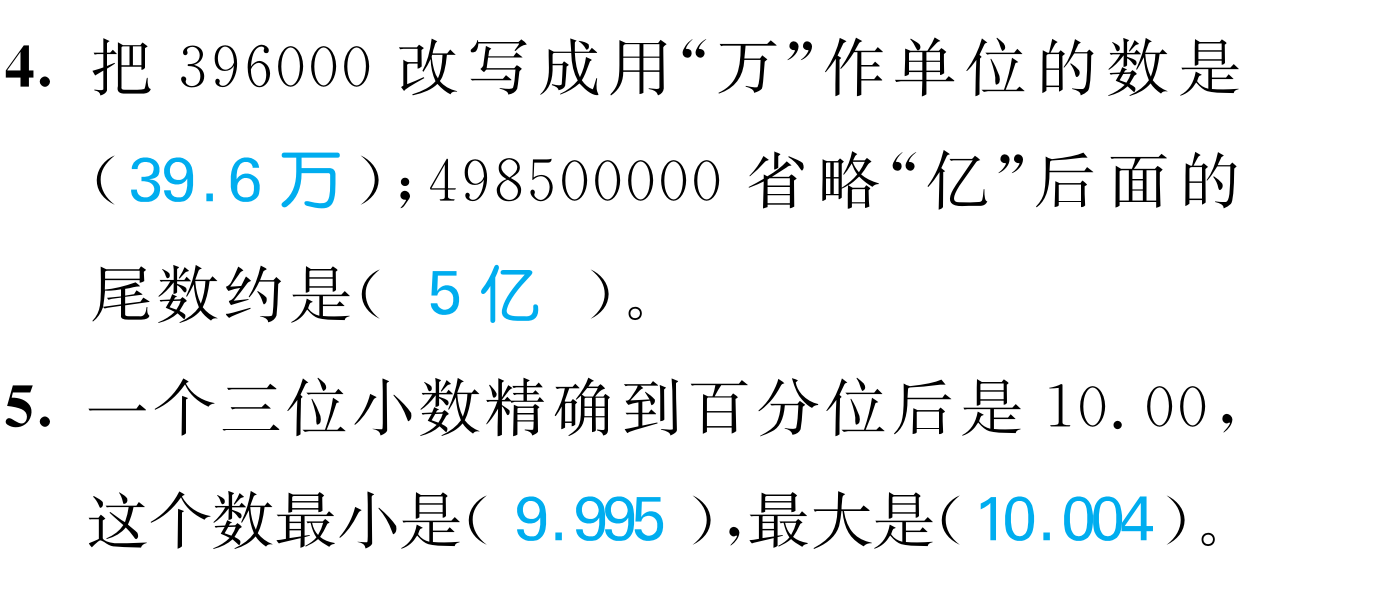 4. 把 396000 改写成用“万”作单位的数是
(39.6 万);498500000 省略“亿”后面的
尾数约是( 5 亿 )。
5. 一个三位小数精确到百分位后是 10.00,
这个数最小是( 9.995 ),最大是(10.004)。